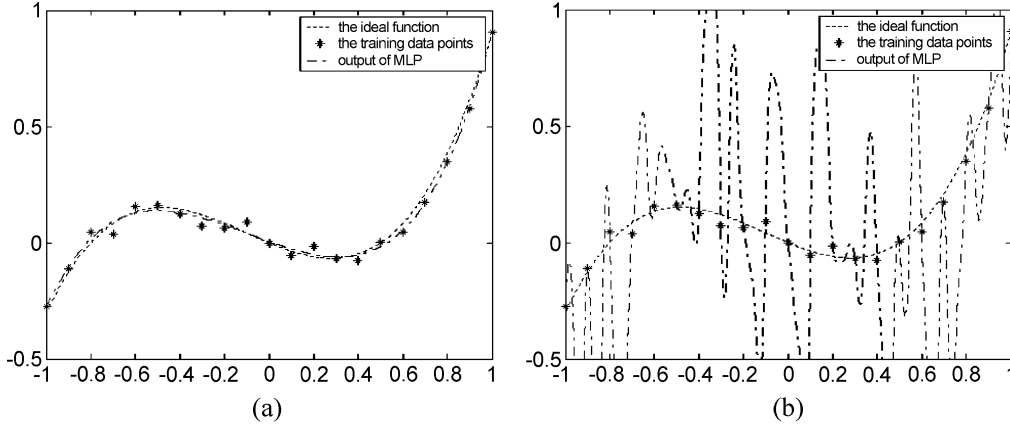 1
0.5
0
-0.5
-1 -0.8 -0.6 -0.4 -0.2 0 0.2 0.4 0.6 0.8 1
the ideal function
the training data points
output of MLP
(a)
1
0.5
0
-0.5
-1 -0.8 -0.6 -0.4 -0.2 0 0.2 0.4 0.6 0.8 1
the ideal function
the training data points
output of MLP
(b)